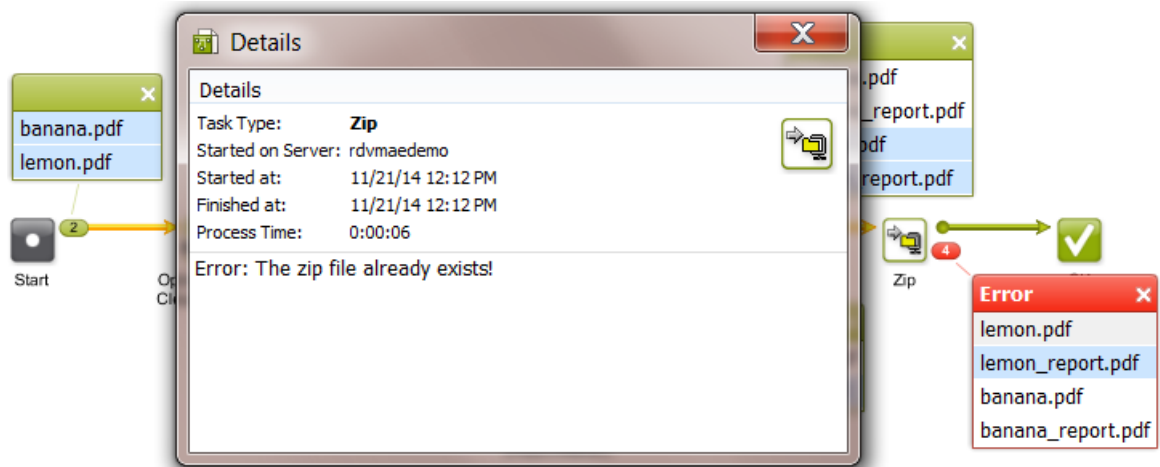 Details
Details
Task Type: Zip
Started on Server: rdvmaedemo
Started at: 11/21/14 12:12 PM
Finished at: 11/21/14 12:12 PM
Process Time: 0:00:06
Error: The zip file already exists!
banana.pdf
lemon.pdf
2
Start
.pdf
_report.pdf
pdf
report.pdf
4
Zip
Error
lemon.pdf
lemon_report.pdf
banana.pdf
banana_report.pdf